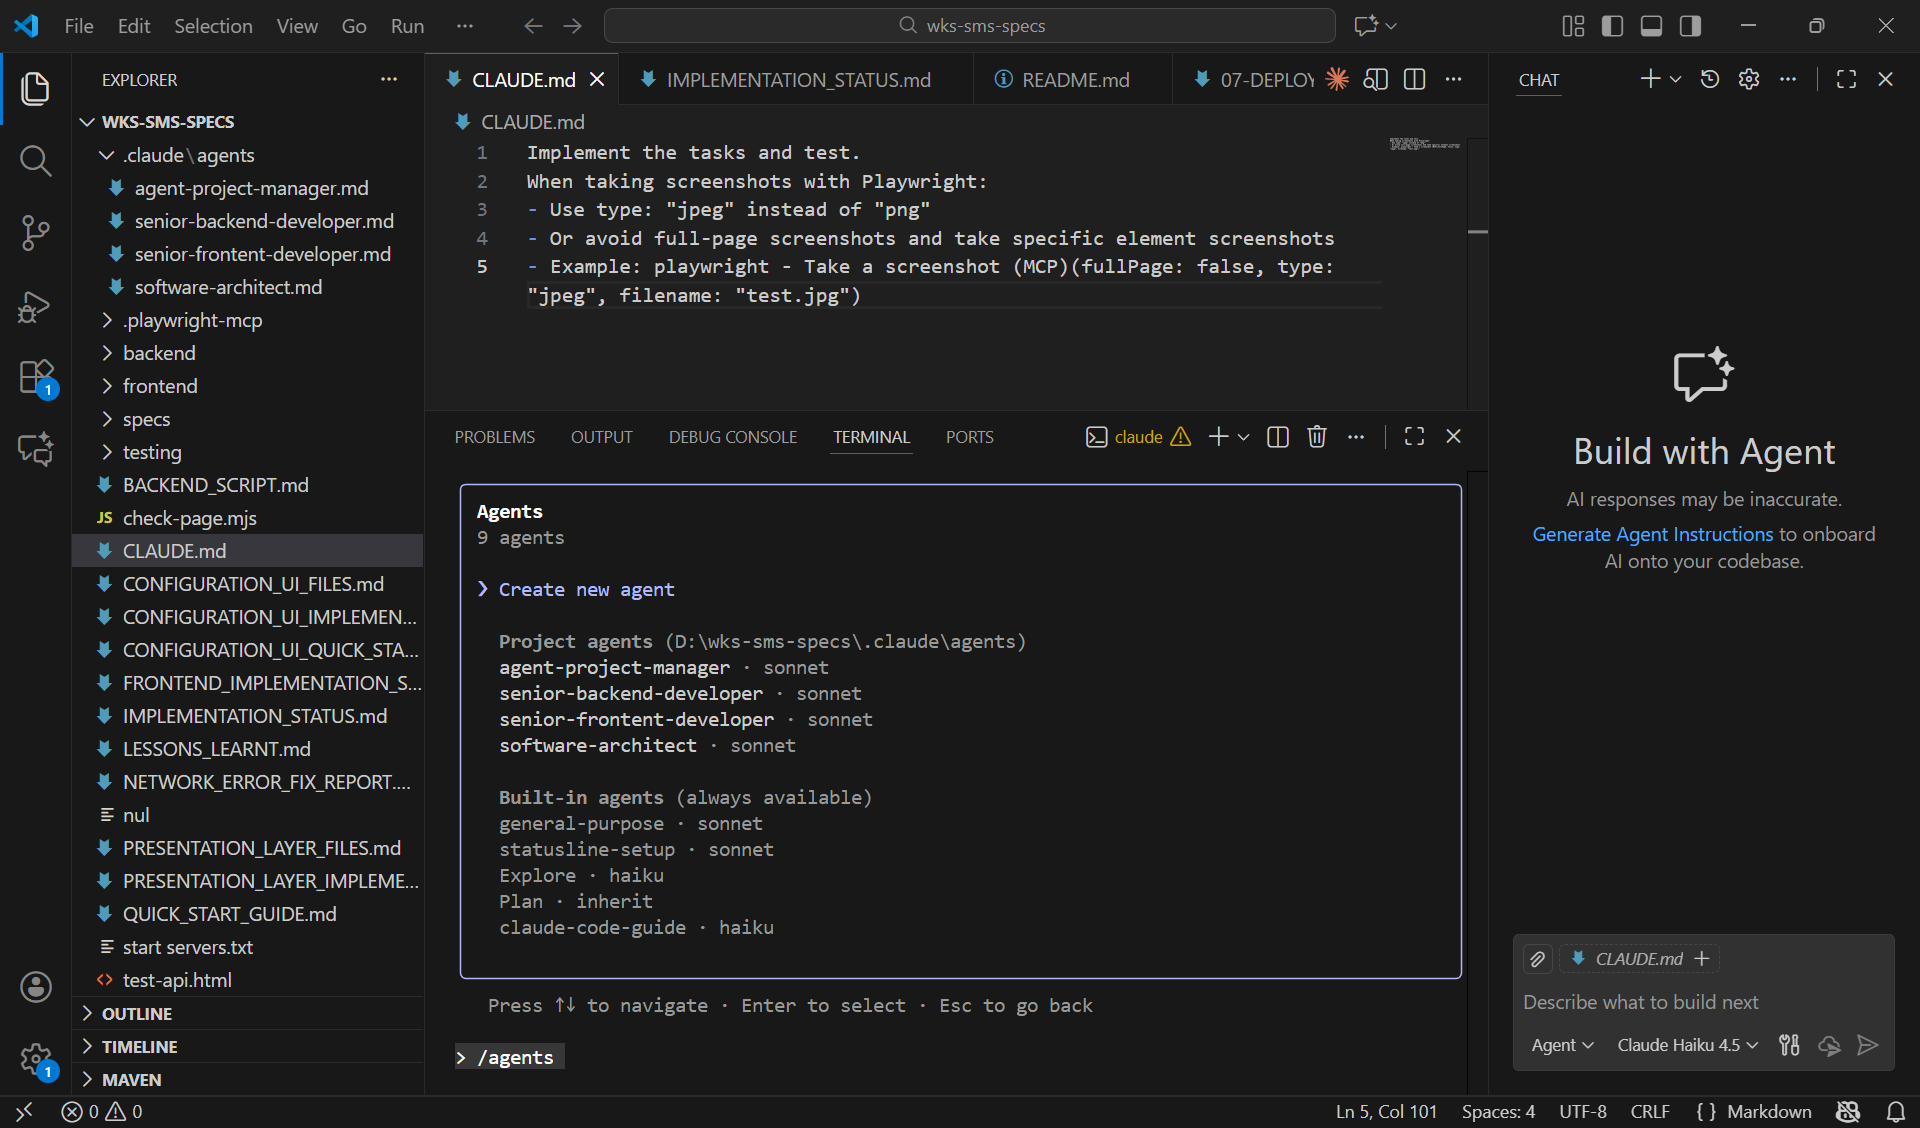 File Edit Selection View Go Run ···
wks-sms-specs
EXPLORER
WKS-SMS-SPECS
.claude\agents
agent-project-manager.md
senior-backend-developer.md
senior-frontent-developer.md
software-architect.md
.playwright-mcp
backend
frontend
specs
testing
BACKEND_SCRIPT.md
JS check-page.mjs
CLAUDE.md
CONFIGURATION_UI_FILES.md
CONFIGURATION_UI_IMPLEMEN...
CONFIGURATION_UI_QUICK_STA...
FRONTEND_IMPLEMENTATION_S...
IMPLEMENTATION_STATUS.md
LESSONS_LEARNT.md
NETWORK_ERROR_FIX_REPORT....
nul
PRESENTATION_LAYER_FILES.md
PRESENTATION_LAYER_IMPLEME...
QUICK_START_GUIDE.md
start servers.txt
<> test-api.html
OUTLINE
TIMELINE
MAVEN
1
1
CLAUDE.md
IMPLEMENTATION_STATUS.md
README.md
07-DEPLOY
CLAUDE.md
1 Implement the tasks and test.
2 When taking screenshots with Playwright:
3 - Use type: "jpeg" instead of "png"
4 - Or avoid full-page screenshots and take specific element screenshots
5 - Example: playwright - Take a screenshot (MCP)(fullPage: false, type:
"jpeg", filename: "test.jpg")
PROBLEMS OUTPUT DEBUG CONSOLE TERMINAL PORTS
claude
Agents
9 agents
❯ Create new agent
Project agents (D:\wks-sms-specs\.claude\agents)
agent-project-manager · sonnet
senior-backend-developer · sonnet
senior-frontent-developer · sonnet
software-architect · sonnet
Built-in agents (always available)
general-purpose · sonnet
statusline-setup · sonnet
Explore · haiku
Plan · inherit
claude-code-guide · haiku
Press ↑↓ to navigate · Enter to select · Esc to go back
> /agents
CHAT
Build with Agent
AI responses may be inaccurate.
Generate Agent Instructions to onboard
AI onto your codebase.
CLAUDE.md
Describe what to build next
Agent
Claude Haiku 4.5
0 0
Ln 5, Col 101
Spaces: 4
UTF-8
CRLF
{ } Markdown